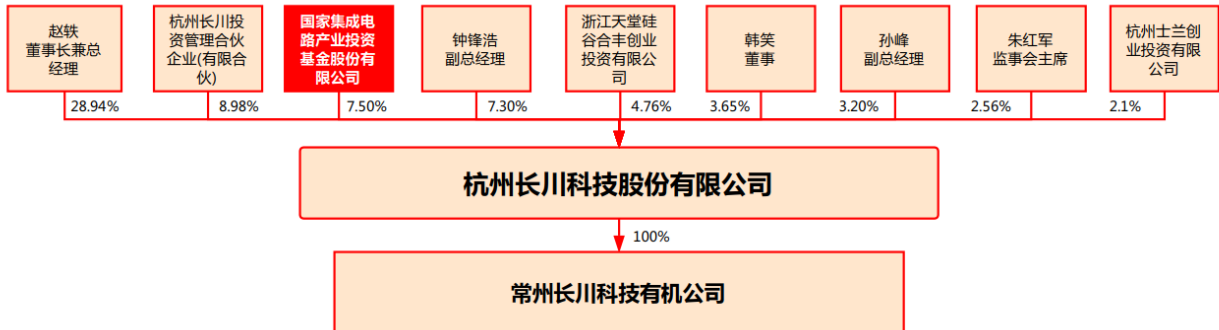 赵轶
董事长兼总
经理
杭州长川投
资管理合伙
企业(有限合
伙)
国家集成电
路产业投资
基金股份有
限公司
钟锋浩
副总经理
浙江天堂硅
谷合丰创业
投资有限公
司
韩笑
董事
孙峰
副总经理
朱红军
监事会主席
杭州士兰创
业投资有限
公司
28.94%
8.98%
7.50%
7.30%
4.76%
3.65%
3.20%
2.56%
2.1%
杭州长川科技股份有限公司
100%
常州长川科技有机公司